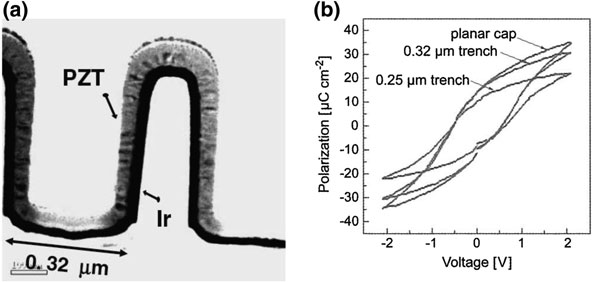 (a)
PZT
Ir
0.32 µm
(b)
planar cap
0.32 µm trench
0.25 µm trench
Polarization [µC cm-2]
40
30
20
10
0
-10
-20
-30
-40
-2
-1
0
1
2
Voltage [V]